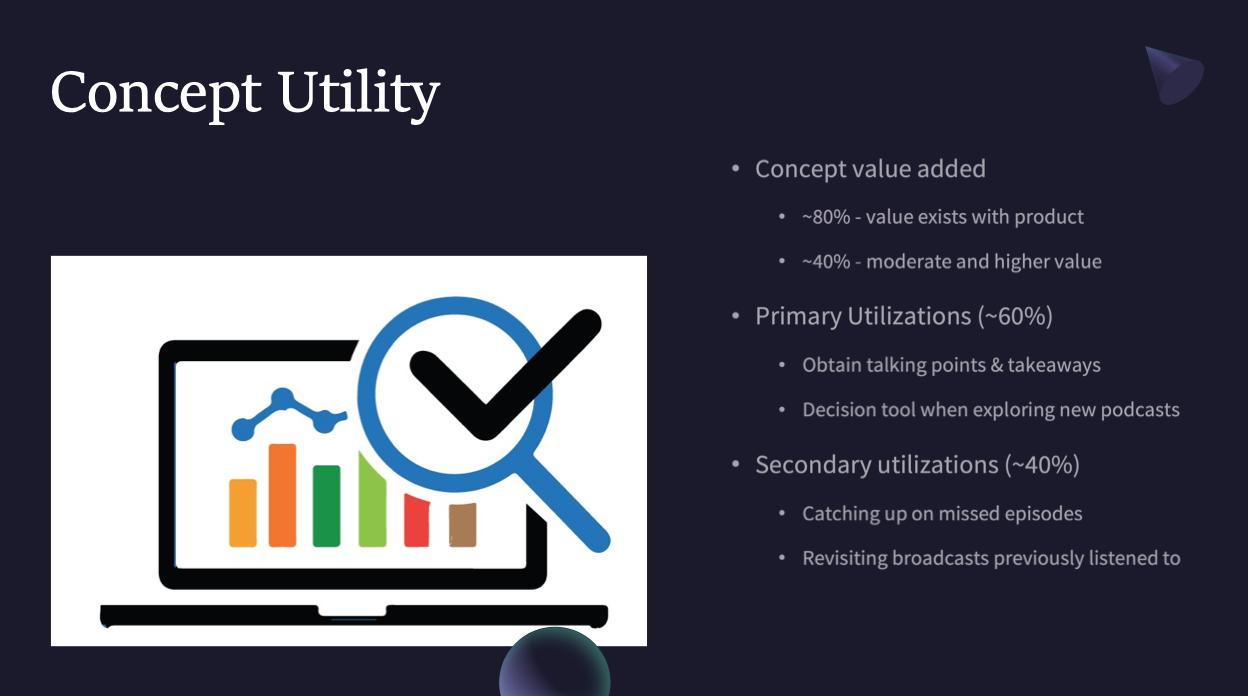 Concept Utility
• Concept value added
• ~80% - value exists with product
• ~40% - moderate and higher value
• Primary Utilizations (~60%)
• Obtain talking points & takeaways
• Decision tool when exploring new podcasts
• Secondary utilizations (~40%)
• Catching up on missed episodes
• Revisiting broadcasts previously listened to